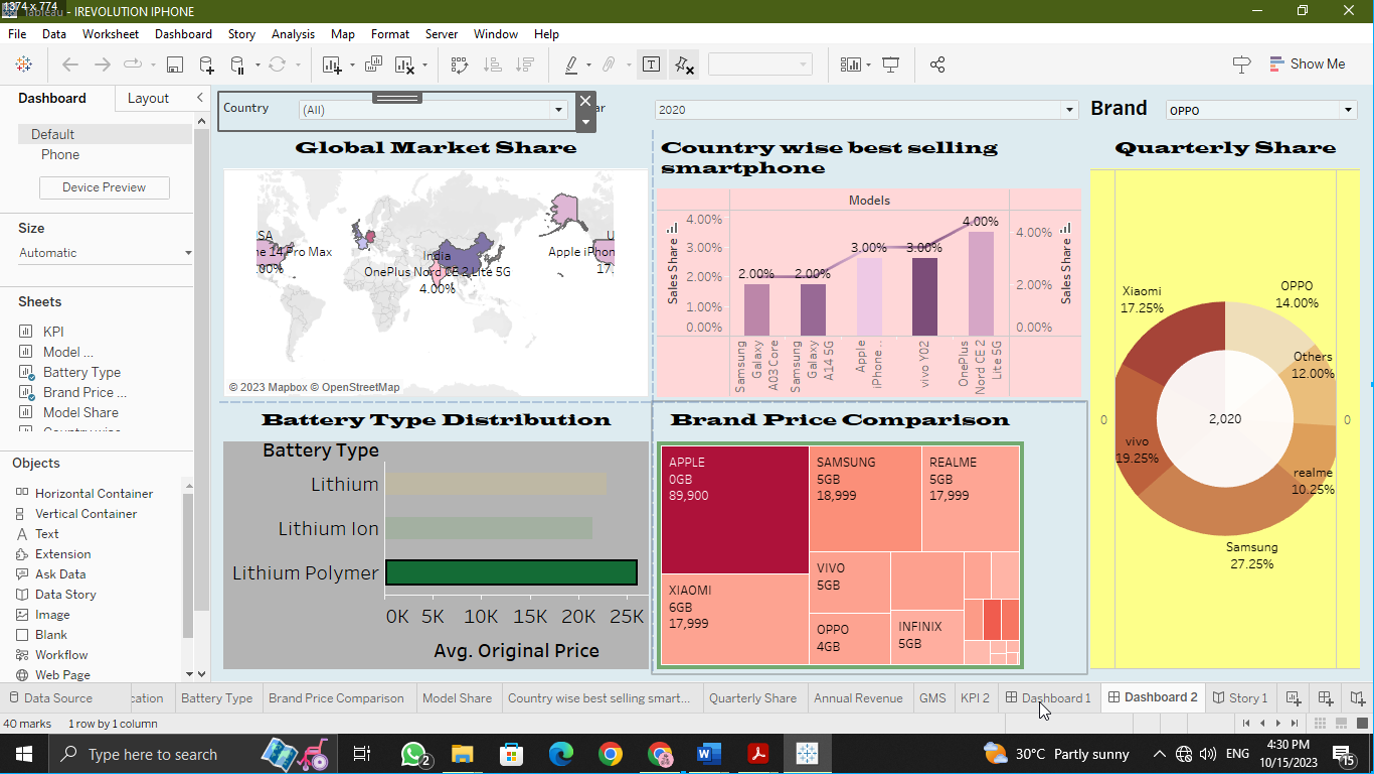 1374 x 774
Tableau - IREVOLUTION IPHONE
File Data Worksheet Dashboard Story Analysis Map Format Server Window Help
Show Me
Dashboard
Layout
Default
Phone
Device Preview
Size
Automatic
Sheets
KPI
Model ...
Battery Type
Brand Price ...
Model Share
Objects
Horizontal Container
Vertical Container
Text
Extension
Ask Data
Data Story
Image
Blank
Workflow
Web Page
Country
(All)
ar
2020
Brand
OPPO
Global Market Share
SA
ne 14 Pro Max
.00%
India
OnePlus Nord CE 2 Lite 5G
4.00%
U
Apple iPhon
17.
© 2023 Mapbox © OpenStreetMap
Country wise best selling
smartphone
Models
Sales Share
4.00%
3.00%
2.00%
1.00%
0.00%
2.00%
2.00%
3.00%
3.00%
4.00%
4.00%
2.00%
0.00%
Sales Share
Samsung
Galaxy
A03 Core
Samsung
Galaxy
A14 5G
Apple
iPhone ..
vivo Y02
OnePlus
Nord CE 2
Lite 5G
Quarterly Share
Xiaomi
17.25%
OPPO
14.00%
Others
12.00%
0
2,020
0
vivo
19.25%
realme
10.25%
Samsung
27.25%
Battery Type Distribution
Battery Type
Lithium
Lithium Ion
Lithium Polymer
0K 5K 10K 15K 20K 25K
Avg. Original Price
Brand Price Comparison
APPLE
0GB
89,900
SAMSUNG
5GB
18,999
REALME
5GB
17,999
XIAOMI
6GB
17,999
VIVO
5GB
OPPO
4GB
INFINIX
5GB
Data Source
cation
Battery Type
Brand Price Comparison
Model Share
Country wise best selling smart...
Quarterly Share
Annual Revenue
GMS
KPI 2
Dashboard 1
Dashboard 2
Story 1
40 marks 1 row by 1 column
Type here to search
2
30°C Partly sunny
ENG
4:30 PM
10/15/2023
15